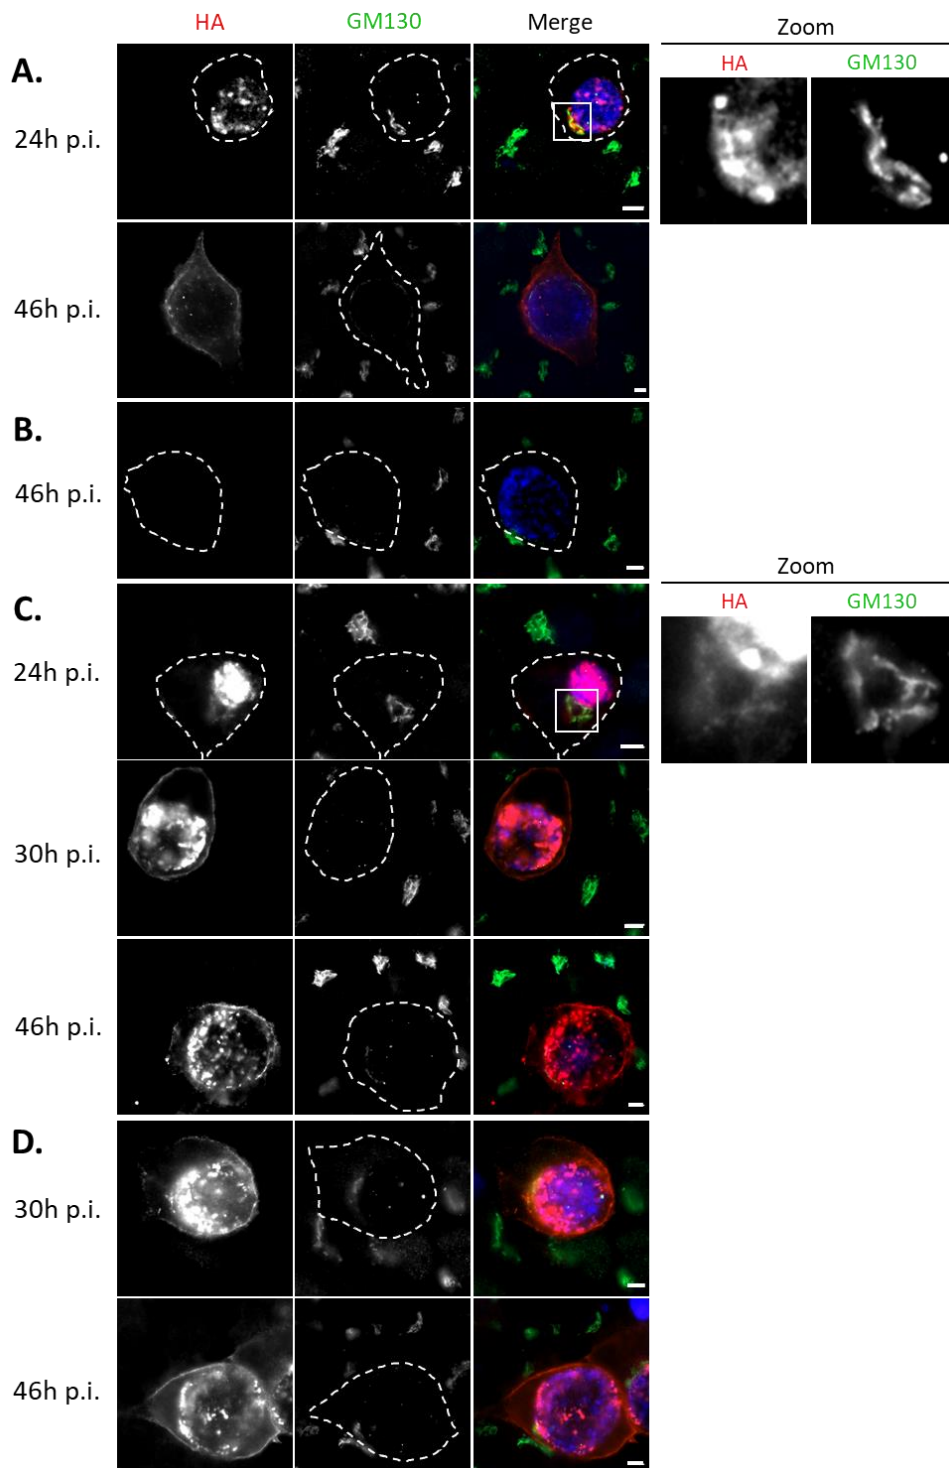 HA GM130 Merge Zoom
HA GM130
A.
24h p.i.
46h p.i.
B.
46h p.i.
Zoom
C.
HA GM130
24h p.i.
30h p.i.
46h p.i.
D.
30h p.i.
46h p.i.